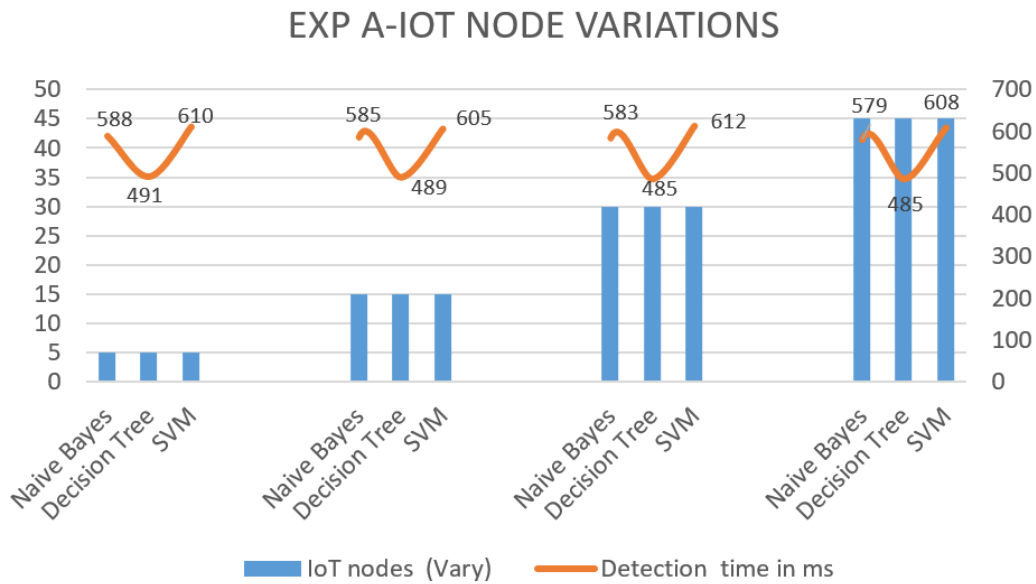 EXP A-IOT NODE VARIATIONS
50
45
40
35
30
25
20
15
10
5
0
700
600
500
400
300
200
100
0
588
491
610
585
489
605
583
485
612
579
485
608
Naive Bayes
Decision Tree
SVM
Naive Bayes
Decision Tree
SVM
Naive Bayes
Decision Tree
SVM
Naive Bayes
Decision Tree
SVM
IoT nodes (Vary)
Detection time in ms